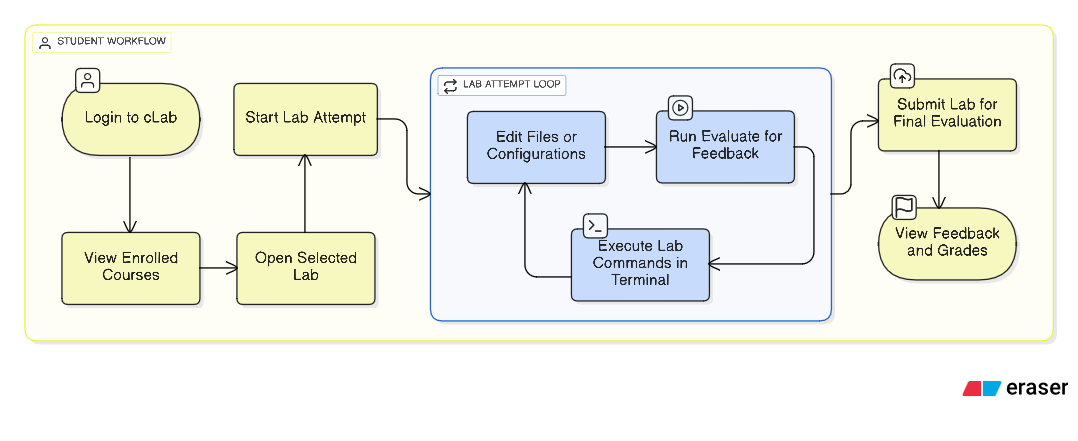 STUDENT WORKFLOW
Login to cLab
View Enrolled
Courses
Open Selected
Lab
Start Lab Attempt
LAB ATTEMPT LOOP
Edit Files or
Configurations
Run Evaluate for
Feedback
Execute Lab
Commands in
Terminal
Submit Lab for
Final Evaluation
View Feedback
and Grades
eraser